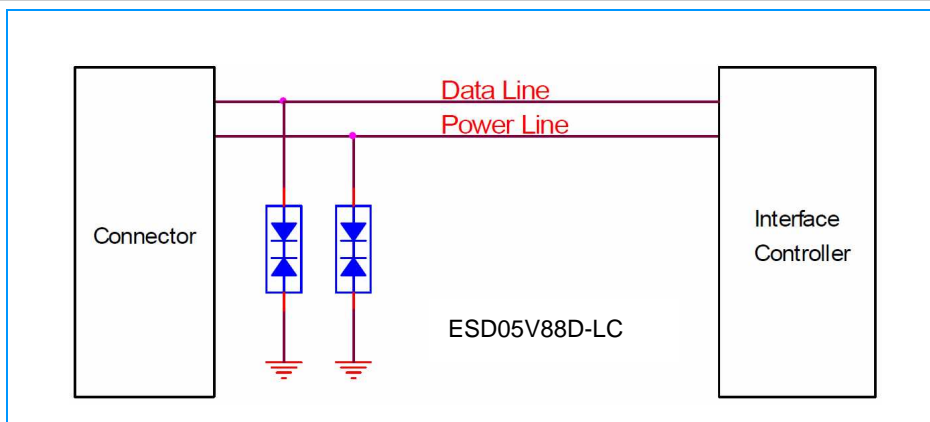 Data Line
Power Line
Connector
Interface
Controller
ESD05V88D-LC